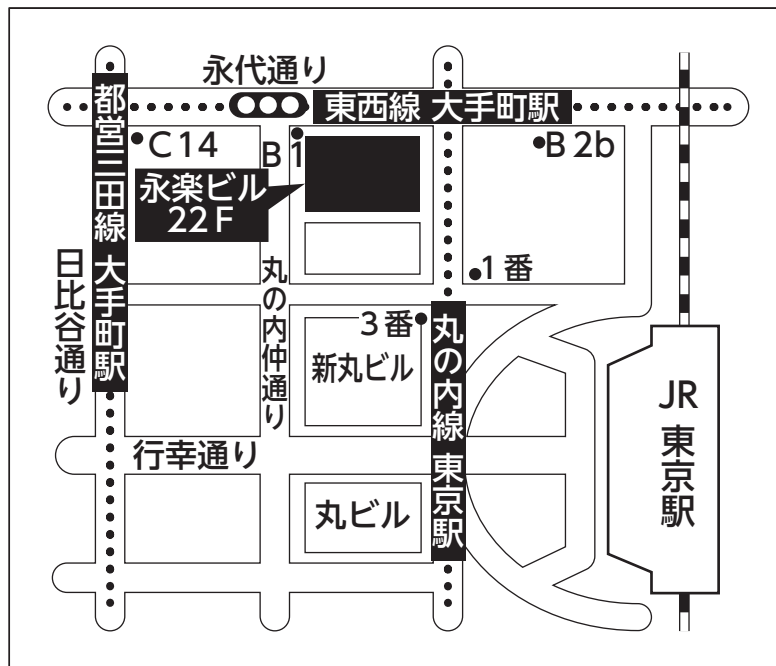 永代通り
東西線 大手町駅
都営三田線 大手町駅
C14
B1
B2b
永楽ビル
22F
1番
日比谷通り
丸の内仲通り
3番
新丸ビル
丸の内線 東京駅
JR
東京駅
行幸通り
丸ビル